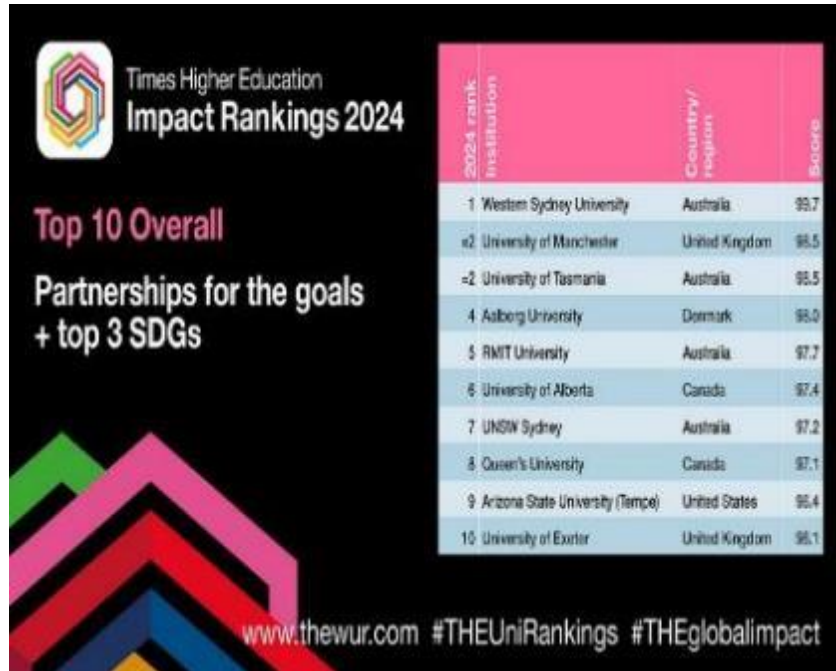 Times Higher Education
Impact Rankings 2024
Top 10 Overall
Partnerships for the goals
+ top 3 SDGs
2024 rank Institution Country/ region Score
1 Western Sydney University Australia 99.7
=2 University of Manchester United Kingdom 98.5
=2 University of Tasmania Australia 98.5
4 Aalborg University Denmark 98.0
5 RMIT University Australia 97.7
6 University of Alberta Canada 97.4
7 UNSW Sydney Australia 97.2
8 Queen's University Canada 97.1
9 Arizona State University (Tempe) United States 96.4
10 University of Exeter United Kingdom 96.1
www.thewur.com #THEUniRankings #THEglobalimpact